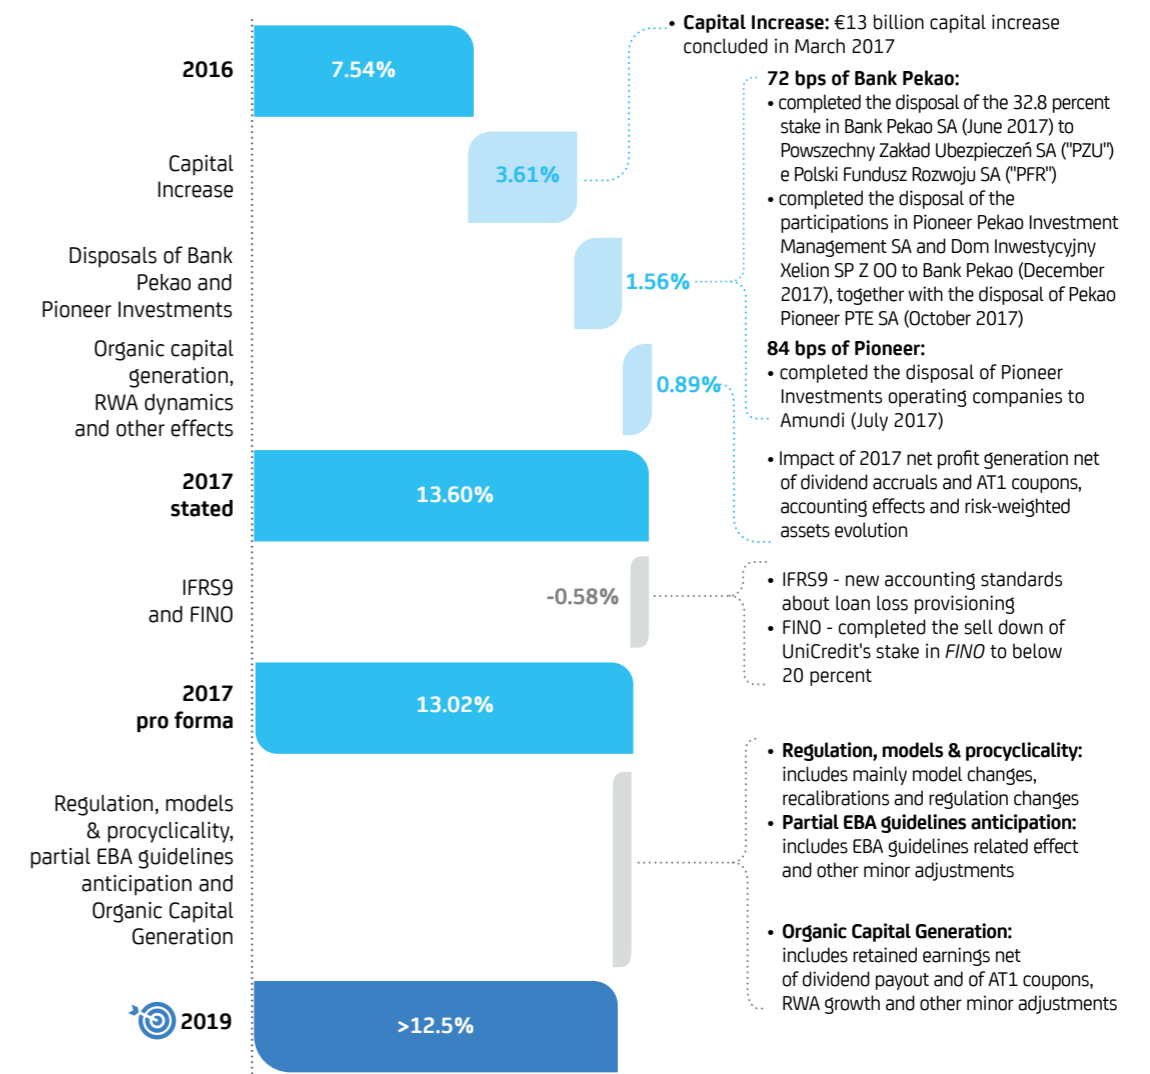 2016
7.54%
• Capital Increase: €13 billion capital increase
concluded in March 2017
Capital
Increase
3.61%
72 bps of Bank Pekao:
• completed the disposal of the 32.8 percent
stake in Bank Pekao SA (June 2017) to
Powszechny Zakład Ubezpieczeń SA ("PZU")
e Polski Fundusz Rozwoju SA ("PFR")
• completed the disposal of the
participations in Pioneer Pekao Investment
Management SA and Dom Inwestycyjny
Xelion SP Z OO to Bank Pekao (December
2017), together with the disposal of Pekao
Pioneer PTE SA (October 2017)
84 bps of Pioneer:
• completed the disposal of Pioneer
Investments operating companies to
Amundi (July 2017)
Disposals of Bank
Pekao and
Pioneer Investments
1.56%
Organic capital
generation,
RWA dynamics
and other effects
0.89%
• Impact of 2017 net profit generation net
of dividend accruals and AT1 coupons,
accounting effects and risk-weighted
assets evolution
2017
stated
13.60%
IFRS9
and FINO
-0.58%
• IFRS9 - new accounting standards
about loan loss provisioning
• FINO - completed the sell down of
UniCredit's stake in FINO to below
20 percent
2017
pro forma
13.02%
Regulation, models
& procyclicality,
partial EBA guidelines
anticipation and
Organic Capital
Generation
• Regulation, models & procyclicality:
includes mainly model changes,
recalibrations and regulation changes
• Partial EBA guidelines anticipation:
includes EBA guidelines related effect
and other minor adjustments
• Organic Capital Generation:
includes retained earnings net
of dividend payout and of AT1 coupons,
RWA growth and other minor adjustments
2019
>12.5%